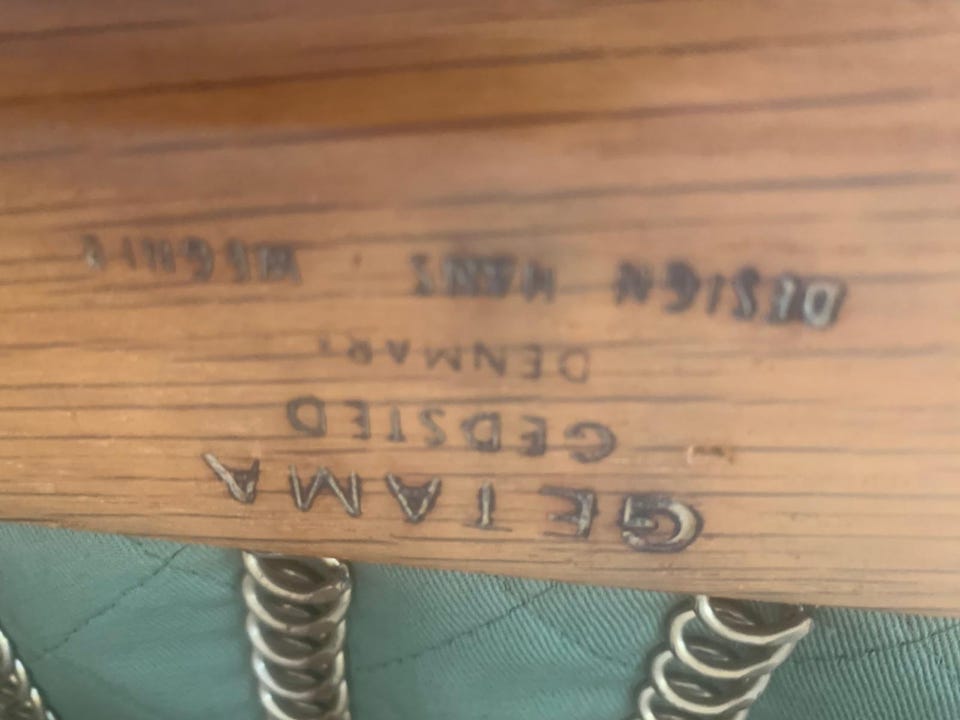 GETAMA
GEDSTED
DENMARK
DESIGN HANS WEGNER